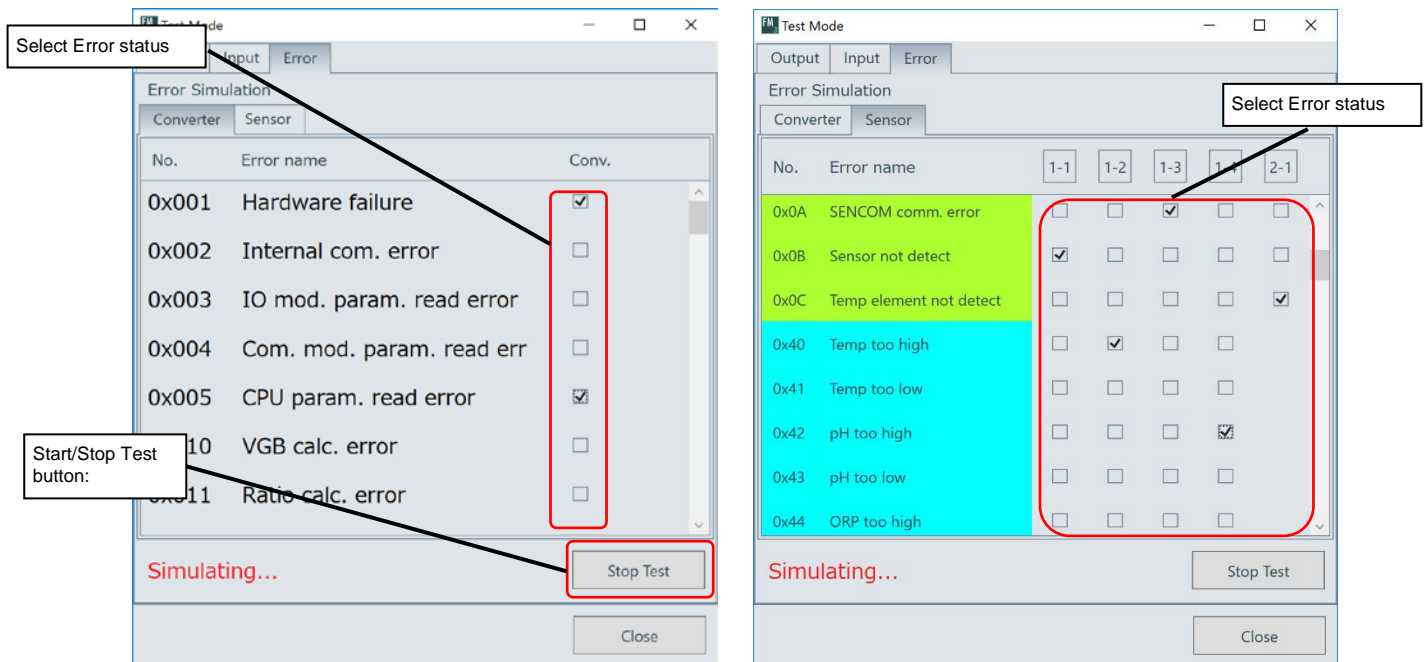 Test Mode
Select Error status
Input Error
Error Simulation
Converter Sensor
No. Error name Conv.
0x001 Hardware failure
0x002 Internal com. error
0x003 IO mod. param. read error
0x004 Com. mod. param. read err
0x005 CPU param. read error
10 VGB calc. error
Start/Stop Test
button:
0x011 Ratio calc. error
Simulating...
Stop Test
Close
FM Test Mode
Output Input Error
Error Simulation
Select Error status
Converter Sensor
No. Error name 1-1 1-2 1-3 1-4 2-1
0x0A SENCOM comm. error
0x0B Sensor not detect
0x0C Temp element not detect
0x40 Temp too high
0x41 Temp too low
0x42 pH too high
0x43 pH too low
0x44 ORP too high
Simulating...
Stop Test
Close